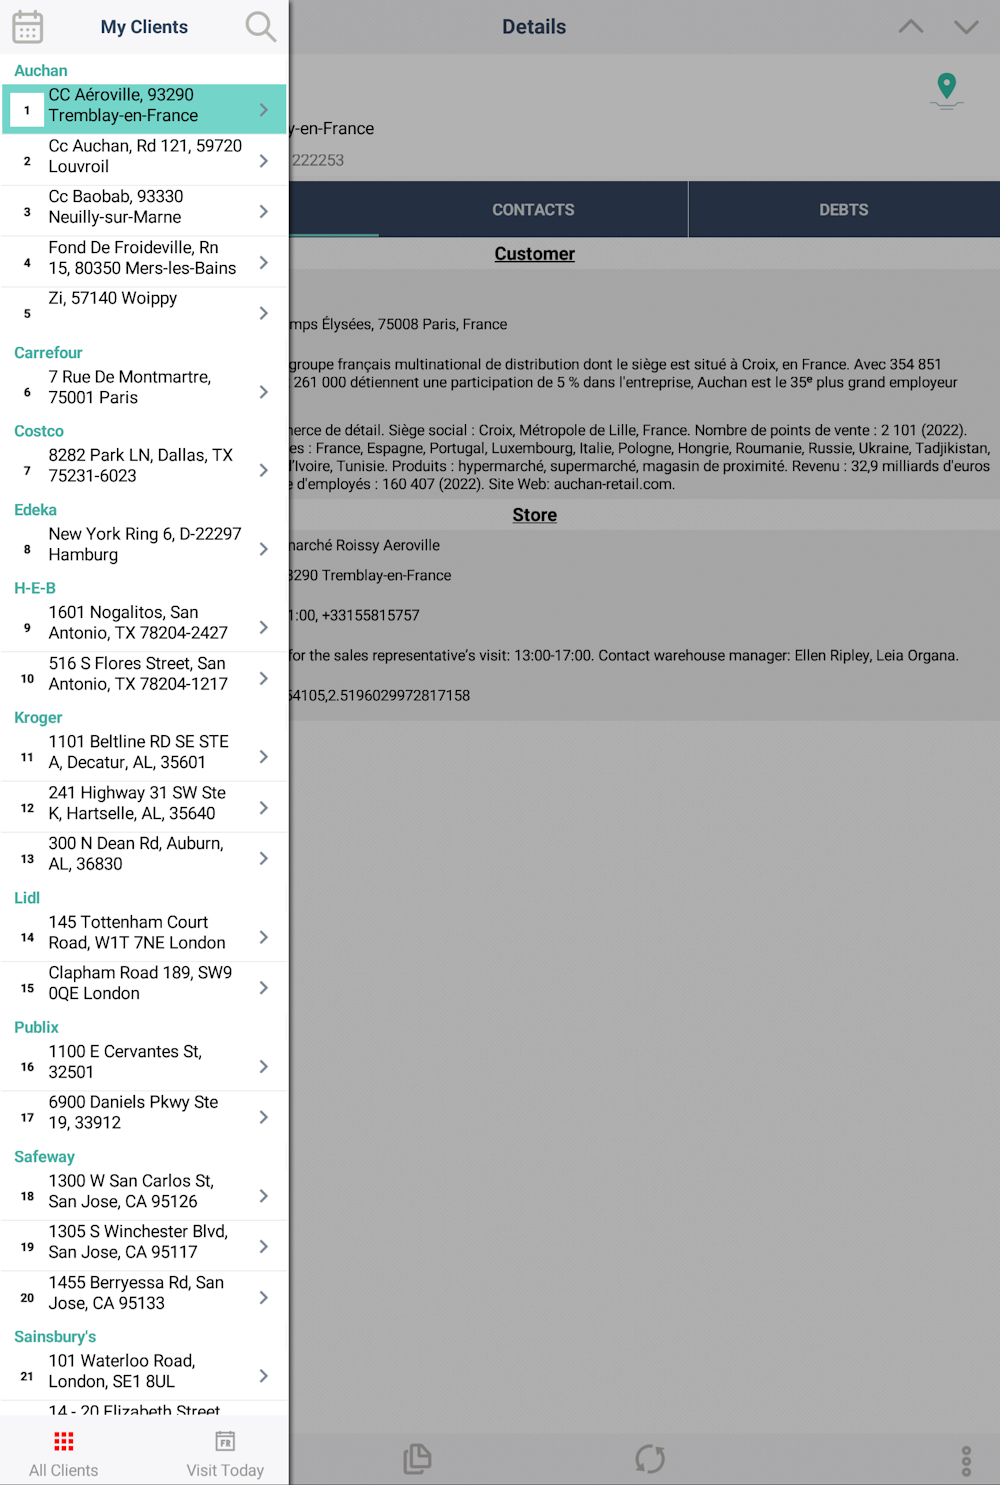 My Clients
Auchan
1
CC Aéroville, 93290
Tremblay-en-France
2
Cc Auchan, Rd 121, 59720
Louvroil
3
Cc Baobab, 93330
Neuilly-sur-Marne
4
Fond De Froideville, Rn
15, 80350 Mers-les-Bains
5
Zi, 57140 Woippy
Carrefour
6
7 Rue De Montmartre,
75001 Paris
Costco
7
8282 Park LN, Dallas, TX
75231-6023
Edeka
8
New York Ring 6, D-22297
Hamburg
H-E-B
9
1601 Nogalitos, San
Antonio, TX 78204-2427
10
516 S Flores Street, San
Antonio, TX 78204-1217
Kroger
11
1101 Beltline RD SE STE
A, Decatur, AL, 35601
12
241 Highway 31 SW Ste
K, Hartselle, AL, 35640
13
300 N Dean Rd, Auburn,
AL, 36830
Lidl
14
145 Tottenham Court
Road, W1T 7NE London
15
Clapham Road 189, SW9
0QE London
Publix
16
1100 E Cervantes St,
32501
17
6900 Daniels Pkwy Ste
19, 33912
Safeway
18
1300 W San Carlos St,
San Jose, CA 95126
19
1305 S Winchester Blvd,
San Jose, CA 95117
20
1455 Berryessa Rd, San
Jose, CA 95133
Sainsbury's
21
101 Waterloo Road,
London, SE1 8UL
14 - 20 Elizabeth Street
All Clients
FR
Visit Today
Details
y-en-France
222253
CONTACTS
DEBTS
Customer
mps Élysées, 75008 Paris, France
groupe français multinational de distribution dont le siège est situé à Croix, en France. Avec 354 851
261 000 détiennent une participation de 5 % dans l'entreprise, Auchan est le 35ᵉ plus grand employeur
erce de détail. Siège social : Croix, Métropole de Lille, France. Nombre de points de vente : 2 101 (2022).
es : France, Espagne, Portugal, Luxembourg, Italie, Pologne, Hongrie, Roumanie, Russie, Ukraine, Tadjikistan,
l'Ivoire, Tunisie. Produits : hypermarché, supermarché, magasin de proximité. Revenu : 32,9 milliards d'euros
e d'employés : 160 407 (2022). Site Web: auchan-retail.com.
Store
marché Roissy Aeroville
3290 Tremblay-en-France
1:00, +33155815757
for the sales representative's visit: 13:00-17:00. Contact warehouse manager: Ellen Ripley, Leia Organa.
54105,2.5196029972817158